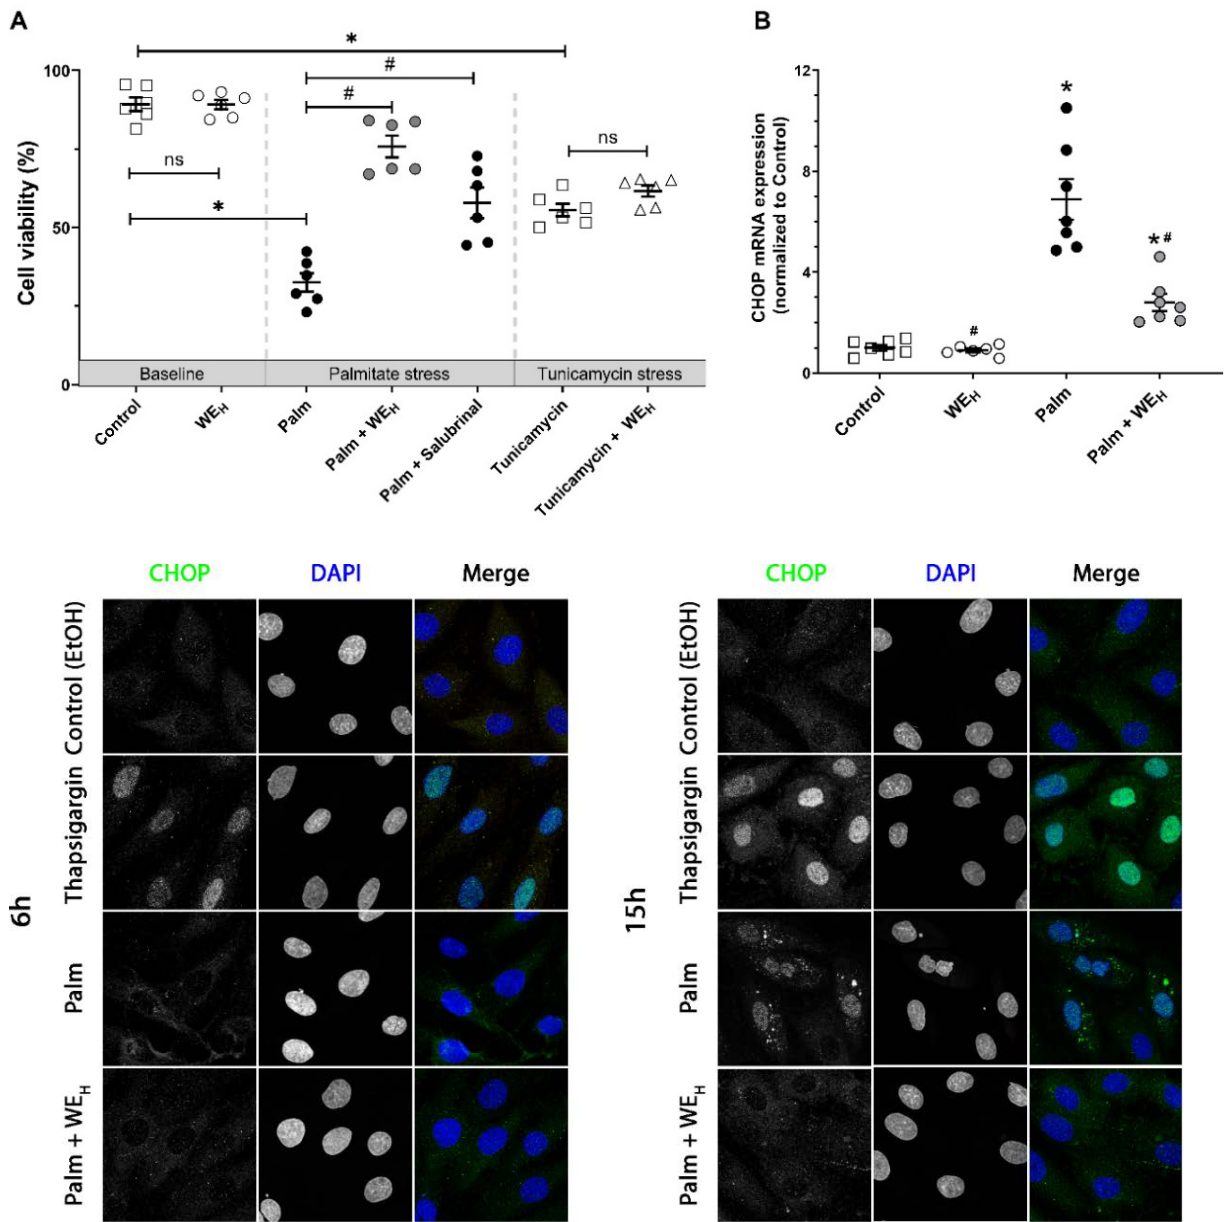 A
*
#
#
ns
ns
*
Cell viability (%)
100
50
0
Baseline
Palmitate stress
Tunicamycin stress
Control
WEH
Palm
Palm + WEH
Palm + Salubrinal
Tunicamycin
Tunicamycin + WEH
B
CHOP mRNA expression
(normalized to Control)
12
8
4
0
#
*
*#
Control
WEH
Palm
Palm + WEH
6h
CHOP DAPI Merge
Control (EtOH)
Thapsigargin
Palm
Palm + WEH
15h
CHOP DAPI Merge
Control (EtOH)
Thapsigargin
Palm
Palm + WEH